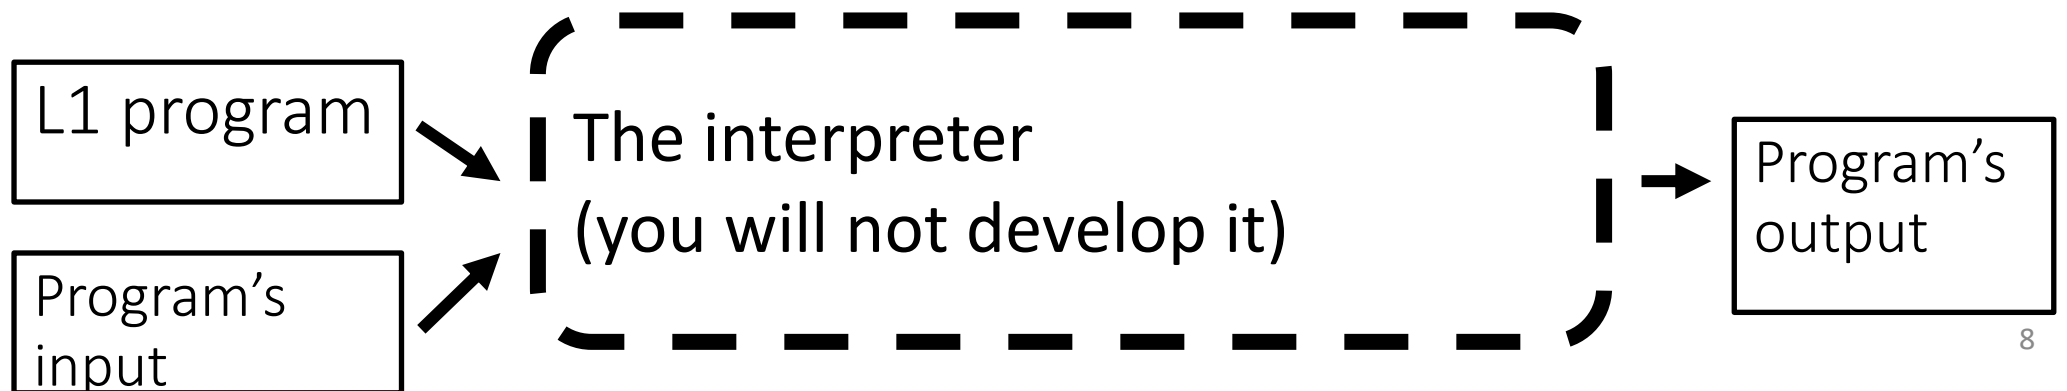 L1 program
Program’s
input
The interpreter
(you will not develop it)
Program’s
output
8